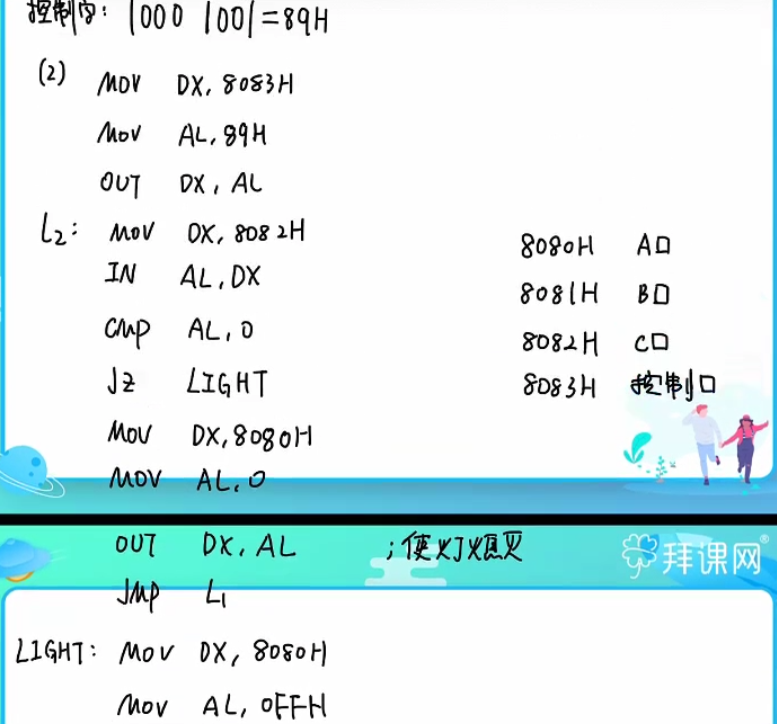 控制字: 1000 1001=89H
(2) MOV DX, 8083H
MOV AL, 89H
OUT DX, AL
L2: MOV DX, 8082H
IN AL, DX
CMP AL, 0
JZ LIGHT
MOV DX, 8080H
MOV AL, 0
8080H A口
8081H B口
8082H C口
8083H 控制口
OUT DX, AL ;使灯熄灭
JMP L1
拜课网®
LIGHT: MOV DX, 8080H
MOV AL, 0FFH